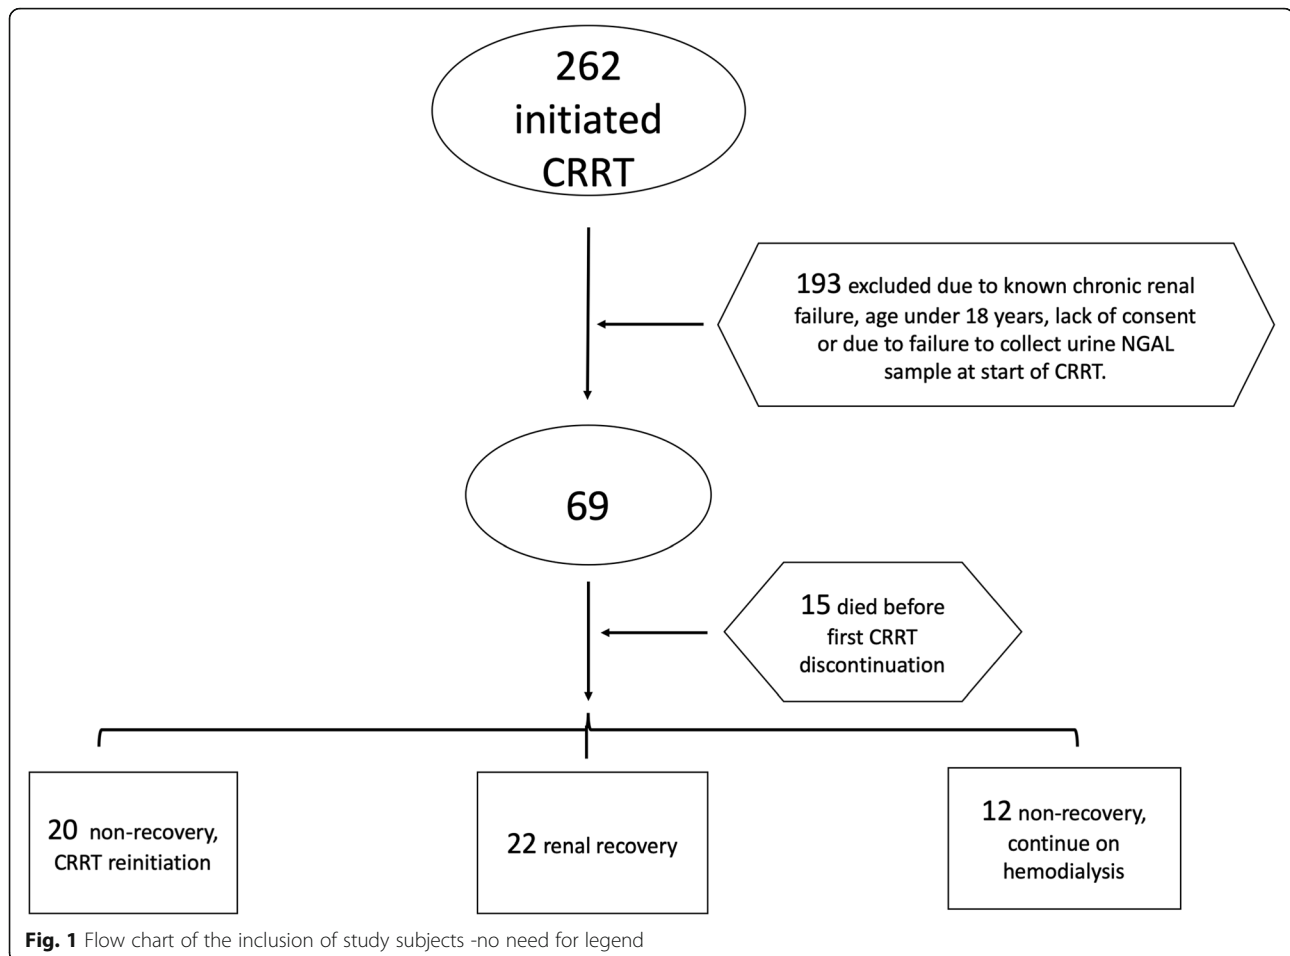 262
initiated
CRRT
193 excluded due to known chronic renal
failure, age under 18 years, lack of consent
or due to failure to collect urine NGAL
sample at start of CRRT.
69
15 died before
first CRRT
discontinuation
20 non-recovery,
CRRT reinitiation
22 renal recovery
12 non-recovery,
continue on
hemodialysis
Fig. 1 Flow chart of the inclusion of study subjects -no need for legend